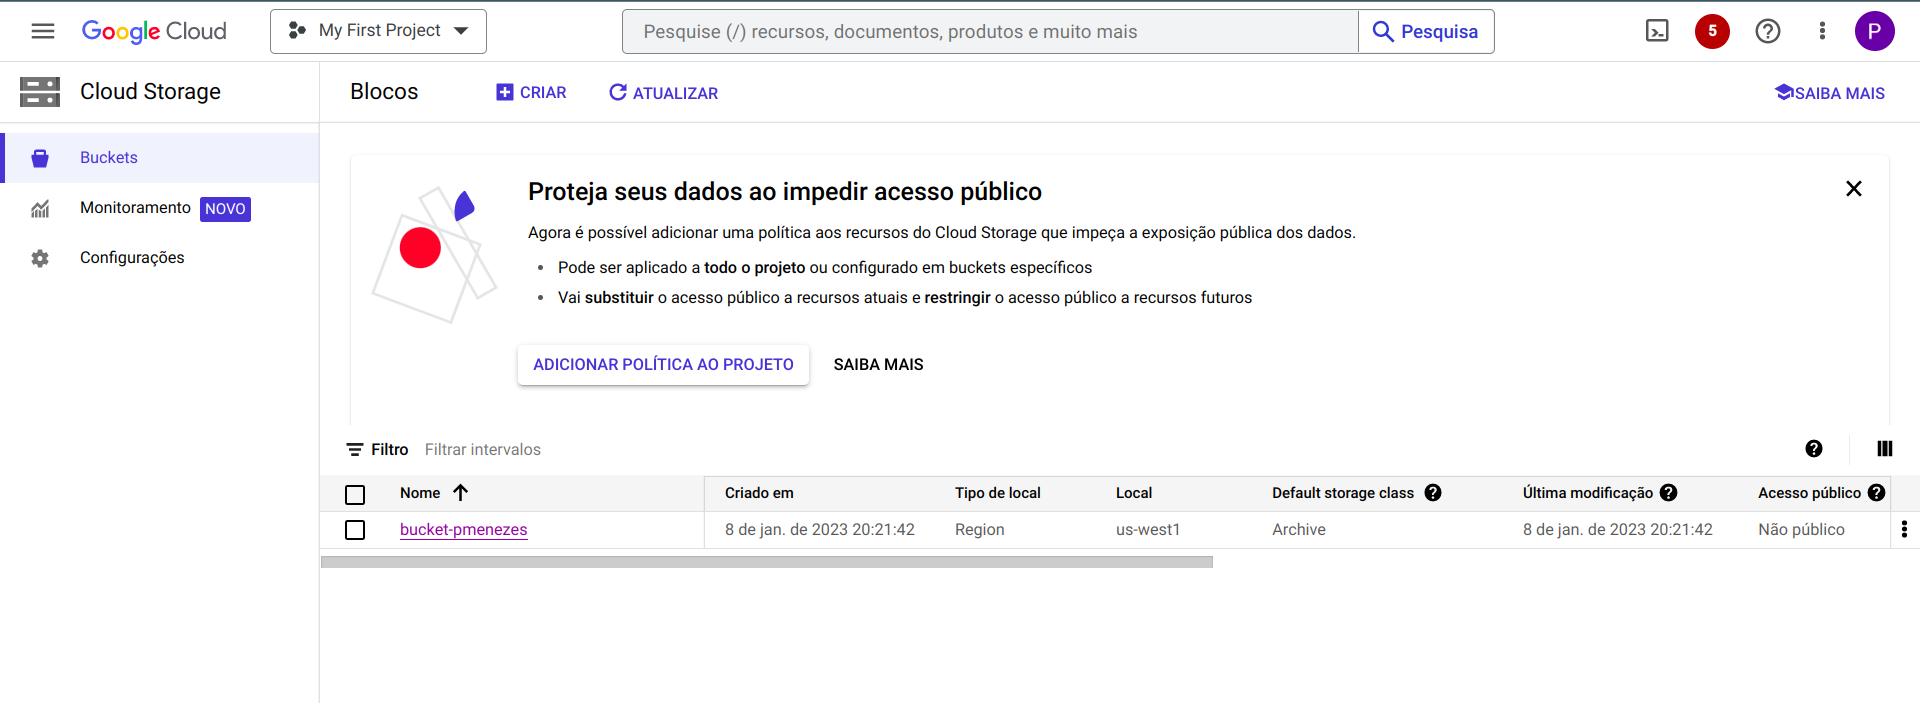 Google Cloud
My First Project
Pesquise (/) recursos, documentos, produtos e muito mais
Pesquisa
5
P
Cloud Storage
Blocos
CRIAR
ATUALIZAR
SAIBA MAIS
Buckets
Monitoramento NOVO
Configurações
Proteja seus dados ao impedir acesso público
Agora é possível adicionar uma política aos recursos do Cloud Storage que impeça a exposição pública dos dados.
• Pode ser aplicado a todo o projeto ou configurado em buckets específicos
• Vai substituir o acesso público a recursos atuais e restringir o acesso público a recursos futuros
ADICIONAR POLÍTICA AO PROJETO
SAIBA MAIS
Filtro Filtrar intervalos
Nome Criado em Tipo de local Local Default storage class Última modificação Acesso público
bucket-pmenezes 8 de jan. de 2023 20:21:42 Region us-west1 Archive 8 de jan. de 2023 20:21:42 Não público